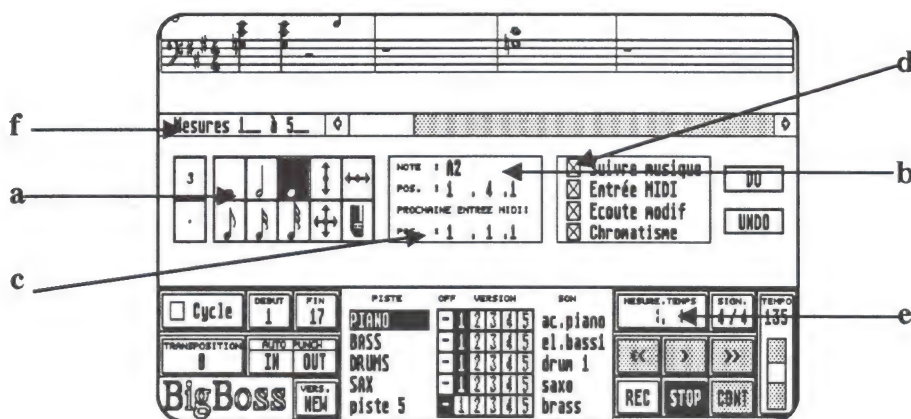 d
f
Mesures 1__ à 5__
a
3
NOTE : A2
POS. : 1 .4 .1
PROCHAINE ENTREE MIDI:
POS. : 1 .1 .1
Suivre musique
Entrée MIDI
Ecoute modif
Chromatisme
DO
UNDO
b
c
Cycle
DEBUT
1
FIN
17
TRANSPOSITION
0
AUTO PUNCH
IN OUT
BigBoss
VERS.
NEW
PISTE OFF VERSION SON
PIANO - 1 2 3 4 5 ac.piano
BASS - 1 2 3 4 5 el.bass1
DRUMS - 1 2 3 4 5 drum 1
SAX - 1 2 3 4 5 saxo
piste 5 - 1 2 3 4 5 brass
MESURE.TEMPS
1.
SIGN.
4/4
TEMPO
135
e
<< > >>
REC STOP CONT